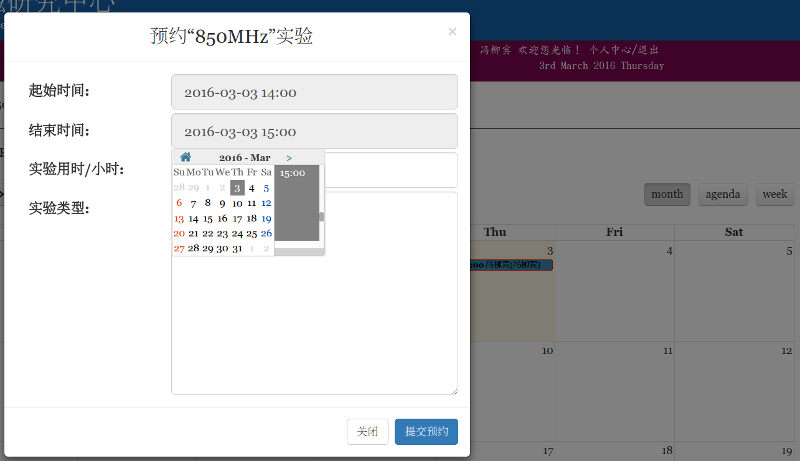 研究中心
预约“850MHz”实验
×
冯柳宾 欢迎您光临！ 个人中心/退出
3rd March 2016 Thursday
起始时间：
2016-03-03 14:00
结束时间：
2016-03-03 15:00
2016 - Mar
>
Su Mo Tu We Th Fr Sa
28 29 1 2 3 4 5
6 7 8 9 10 11 12
13 14 15 16 17 18 19
20 21 22 23 24 25 26
27 28 29 30 31 1 2
15:00
实验用时/小时：
实验类型：
month agenda week
Thu Fri Sat
3 4 5
10 11 12
17 18 19
关闭 提交预约